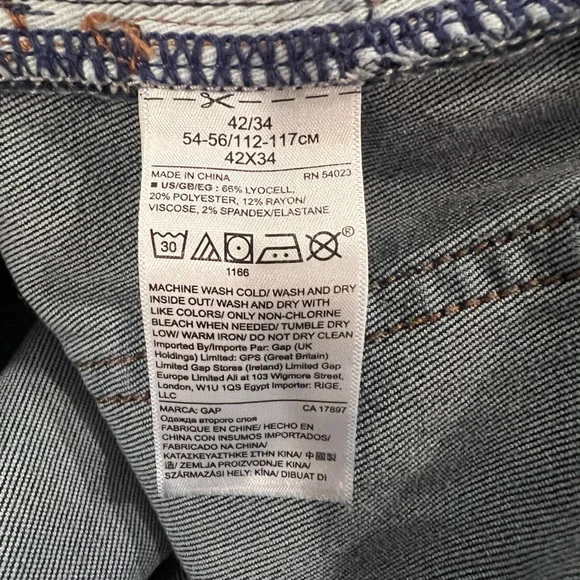 42/34
54-56/112-117CM
42X34
MADE IN CHINA RN 54023
■ US/GB/EG : 66% LYOCELL,
20% POLYESTER, 12% RAYON/
VISCOSE, 2% SPANDEX/ELASTANE
30 ®
1166
MACHINE WASH COLD/ WASH AND DRY
INSIDE OUT/ WASH AND DRY WITH
LIKE COLORS/ ONLY NON-CHLORINE
BLEACH WHEN NEEDED/ TUMBLE DRY
LOW/ WARM IRON/ DO NOT DRY CLEAN
Imported By/Importee Par: Gap (UK
Holdings) Limited: GPS (Great Britain)
Limited Gap Stores (Ireland) Limited Gap
Europe Limited All at 103 Wigmore Street,
London, W1U 1QS Egypt Importer: RIGE,
LLC
MARCA: GAP CA 17897
Одежда второго слоя
FABRIQUE EN CHINE/ HECHO EN
CHINA CON INSUMOS IMPORTADOS/
FABRICADO NA CHINA/
ΚΑΤΑΣΚΕΥΑΣΤΗΚΕ ΣΤΗΝ ΚΙΝΑ/ 中國製
造/ ZEMLJA PROIZVODNJE KINA/
SZÁRMAZÁSI HELY: KÍNA/ DIBUAT DI